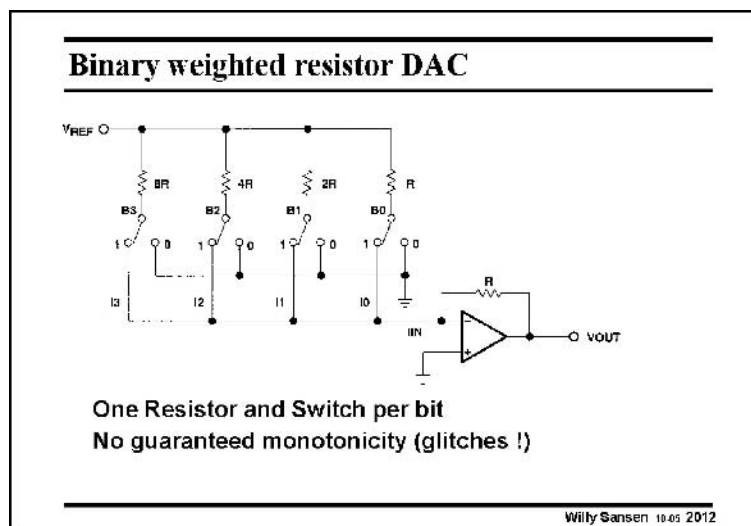 Binary weighted resistor DAC
VREF
8R 4R 2R R
B3 B2 B1 B0
1 0 1 0 1 0 1 0
I3 I2 I1 I0
R
IIN
-
+
VOUT
One Resistor and Switch per bit
No guaranteed monotonicity (glitches !)
Willy Sansen 10-05 2012